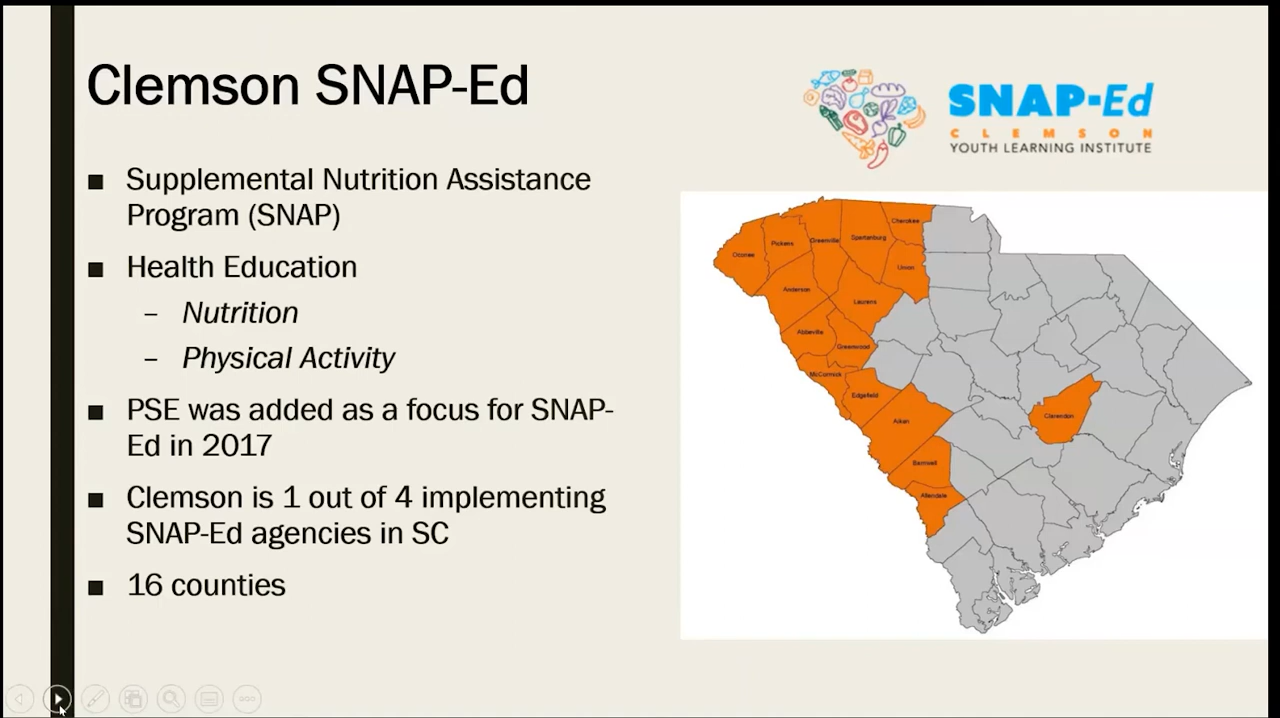 Clemson SNAP-Ed
■ Supplemental Nutrition Assistance
Program (SNAP)
■ Health Education
– Nutrition
– Physical Activity
■ PSE was added as a focus for SNAP-
Ed in 2017
■ Clemson is 1 out of 4 implementing
SNAP-Ed agencies in SC
■ 16 counties
SNAP-Ed
CLEMSON
YOUTH LEARNING INSTITUTE
Cherokee
Spartanburg
Greenville
Pickens
Oconee
Union
Anderson
Laurens
Abbeville
Greenwood
McCormick
Edgefield
Aiken
Clarendon
Barnwell
Allendale